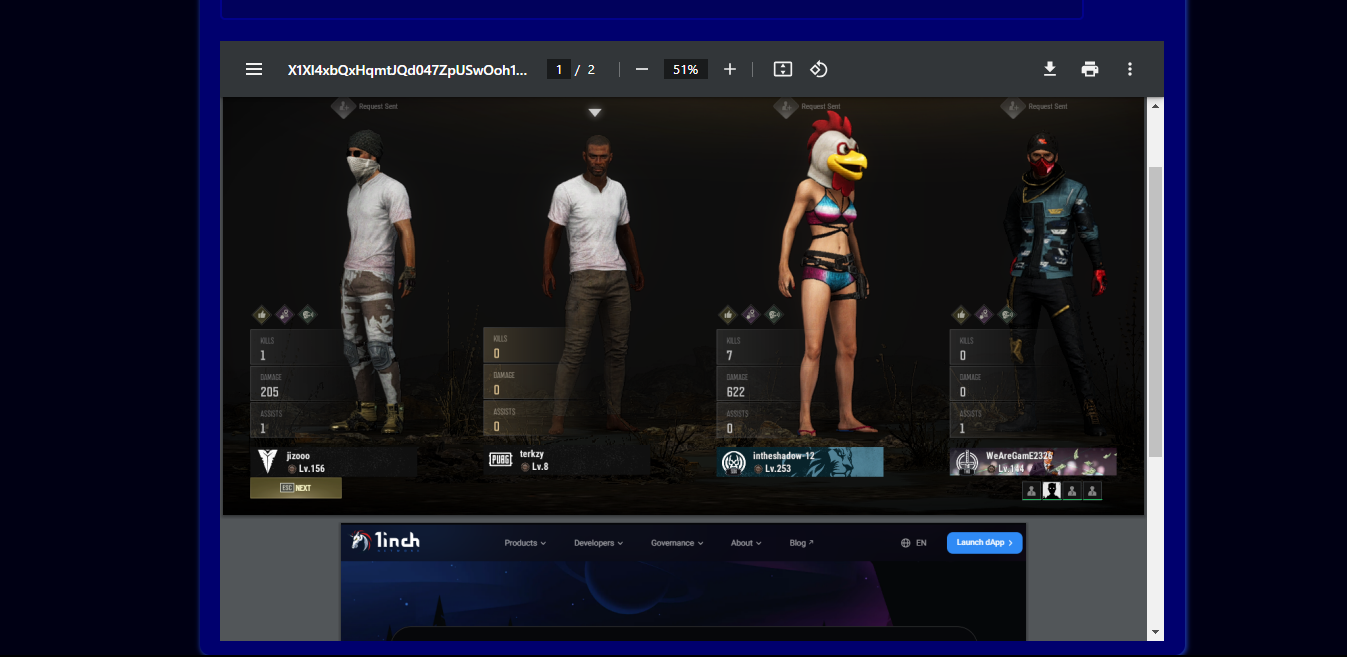 X1XI4xbQxHqmtJQd047ZpUSwOoh1... 1 / 2 51%
Request Sent Request Sent Request Sent
KILLS
1
DAMAGE
205
ASSISTS
1
jizooo
Lv.156
ESC NEXT
KILLS
0
DAMAGE
0
ASSISTS
0
PUBG
terkzy
Lv.8
KILLS
7
DAMAGE
622
ASSISTS
0
intheshadow-12
Lv.253
KILLS
0
DAMAGE
0
ASSISTS
1
WeAreGamE2326
Lv.144
1inch
NETWORK
Products Developers Governance About Blog EN Launch dApp